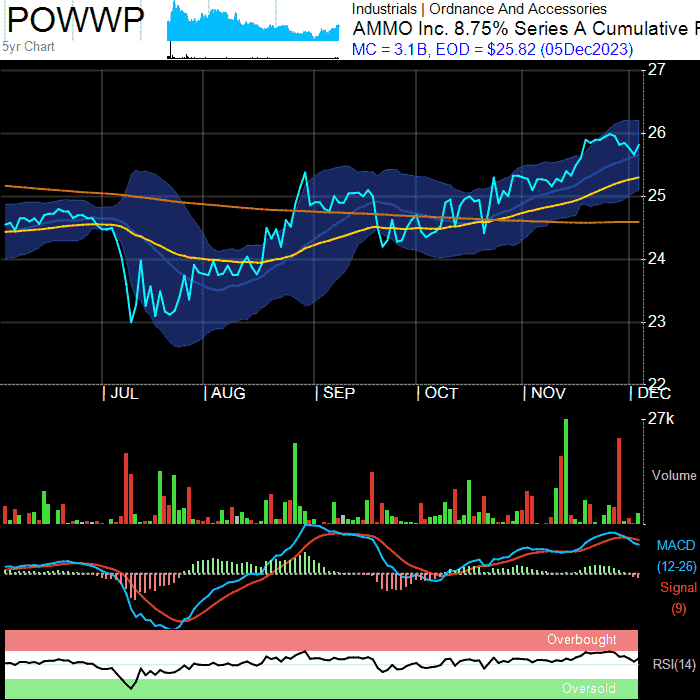 POWWP
5yr Chart
Industrials | Ordnance And Accessories
AMMO Inc. 8.75% Series A Cumulative
MC = 3.1B, EOD = $25.82 (05Dec2023)
27
26
25
24
23
22
| JUL
| AUG
| SEP
| OCT
| NOV
| DEC
27k
Volume
MACD
(12-26)
Signal
(9)
Overbought
RSI(14)
Oversold